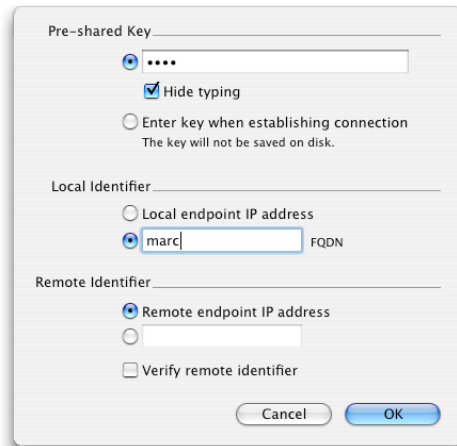 Pre-shared Key
••••
Hide typing
Enter key when establishing connection
The key will not be saved on disk.
Local Identifier
Local endpoint IP address
marc FQDN
Remote Identifier
Remote endpoint IP address
Verify remote identifier
Cancel OK